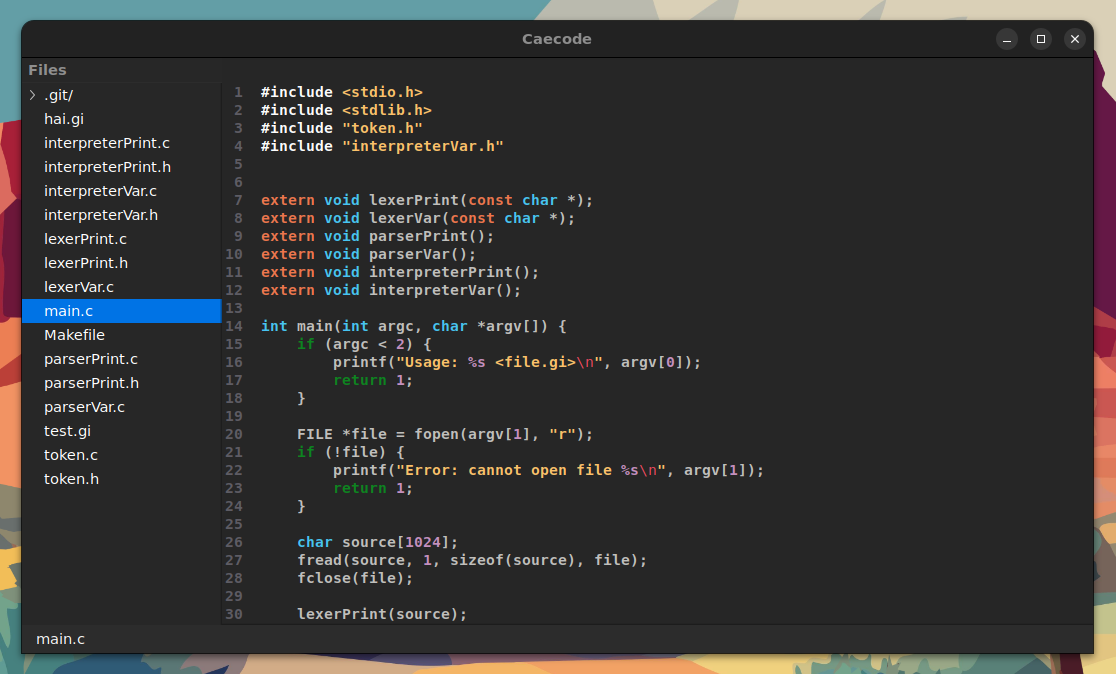 Caecode
Files
.git/
hai.gi
interpreterPrint.c
interpreterPrint.h
interpreterVar.c
interpreterVar.h
lexerPrint.c
lexerPrint.h
lexerVar.c
main.c
Makefile
parserPrint.c
parserPrint.h
parserVar.c
test.gi
token.c
token.h
1 #include <stdio.h>
2 #include <stdlib.h>
3 #include "token.h"
4 #include "interpreterVar.h"
5
6
7 extern void lexerPrint(const char *);
8 extern void lexerVar(const char *);
9 extern void parserPrint();
10 extern void parserVar();
11 extern void interpreterPrint();
12 extern void interpreterVar();
13
14 int main(int argc, char *argv[]) {
15     if (argc < 2) {
16         printf("Usage: %s <file.gi>\n", argv[0]);
17         return 1;
18     }
19
20     FILE *file = fopen(argv[1], "r");
21     if (!file) {
22         printf("Error: cannot open file %s\n", argv[1]);
23         return 1;
24     }
25
26     char source[1024];
27     fread(source, 1, sizeof(source), file);
28     fclose(file);
29
30     lexerPrint(source);
main.c